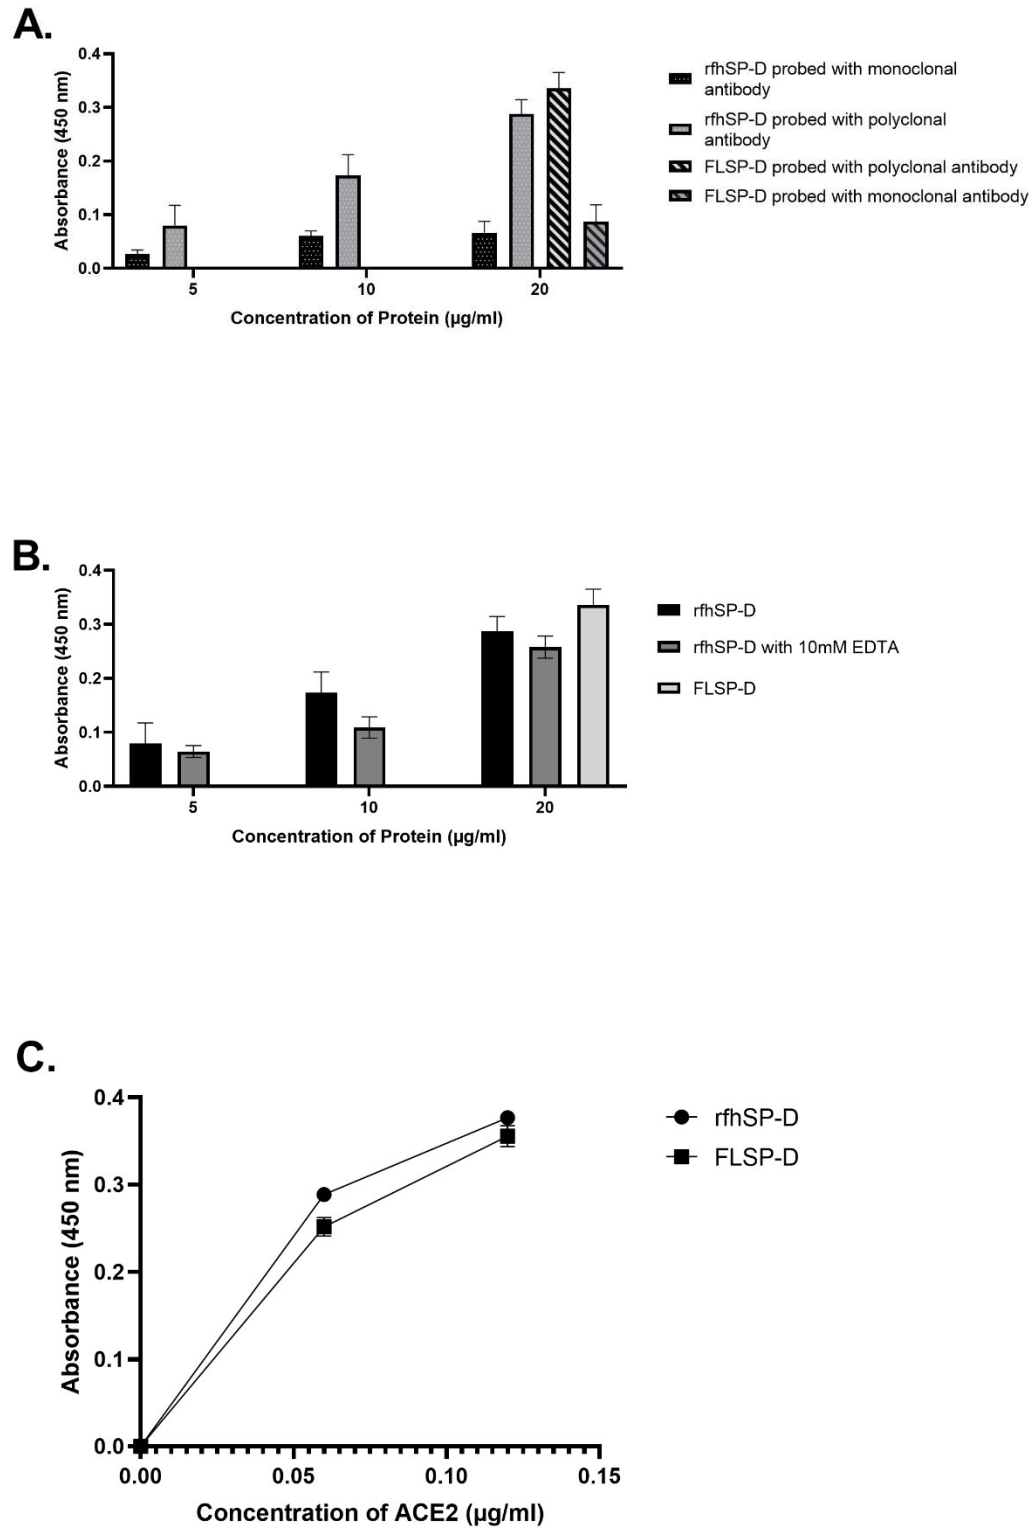 A.
0.4
0.3
0.2
0.1
0.0
Absorbance (450 nm)
5
10
20
Concentration of Protein (µg/ml)
rfhSP-D probed with monoclonal
antibody
rfhSP-D probed with polyclonal
antibody
FLSP-D probed with polyclonal antibody
FLSP-D probed with monoclonal antibody
B.
0.4
0.3
0.2
0.1
0.0
Absorbance (450 nm)
5
10
20
Concentration of Protein (µg/ml)
rfhSP-D
rfhSP-D with 10mM EDTA
FLSP-D
C.
0.4
0.3
0.2
0.1
0.0
Absorbance (450 nm)
0.00
0.05
0.10
0.15
Concentration of ACE2 (µg/ml)
rfhSP-D
FLSP-D